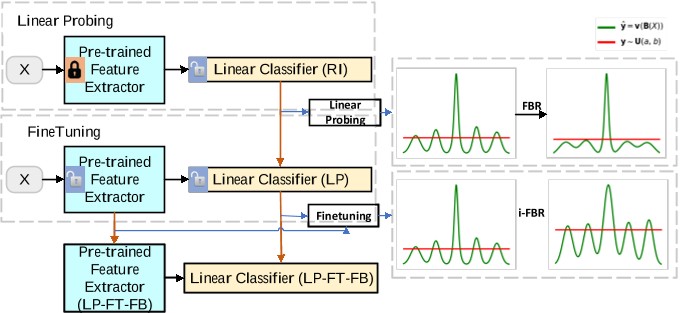 Linear Probing
X
Pre-trained
Feature
Extractor
Linear Classifier (RI)
Linear
Probing
FineTuning
X
Pre-trained
Feature
Extractor
Linear Classifier (LP)
Finetuning
Pre-trained
Feature
Extractor
(LP-FT-FB)
Linear Classifier (LP-FT-FB)
ŷ = v(B(X))
y ~ U(a, b)
FBR
i-FBR